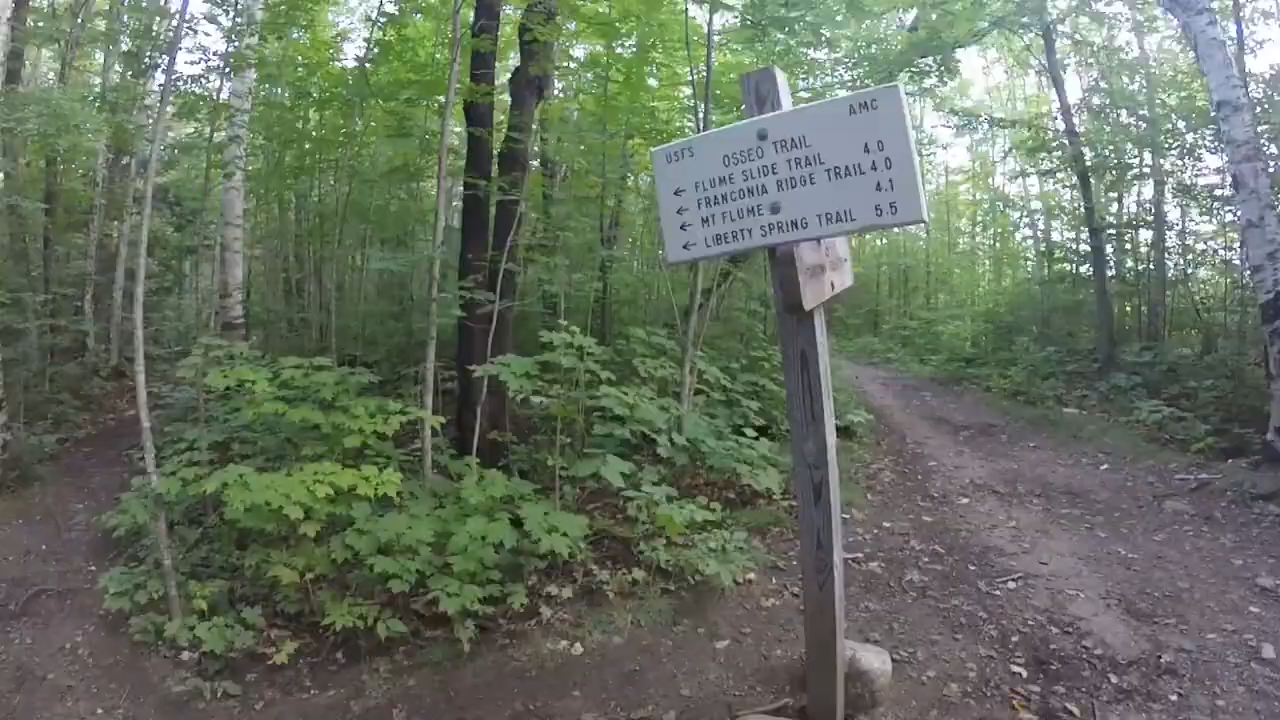 USFS AMC
OSSEO TRAIL
← FLUME SLIDE TRAIL 4.0
← FRANCONIA RIDGE TRAIL 4.0
← MT FLUME 4.1
← LIBERTY SPRING TRAIL 5.5